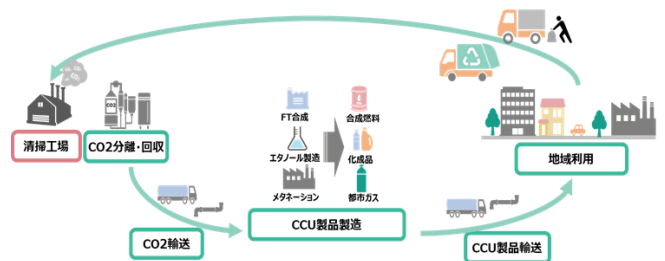 清掃工場
CO2
CO2分離・回収
CO2輸送
FT合成
エタノール製造
メタネーション
合成燃料
化成品
都市ガス
CCU製品製造
CCU製品輸送
地域利用